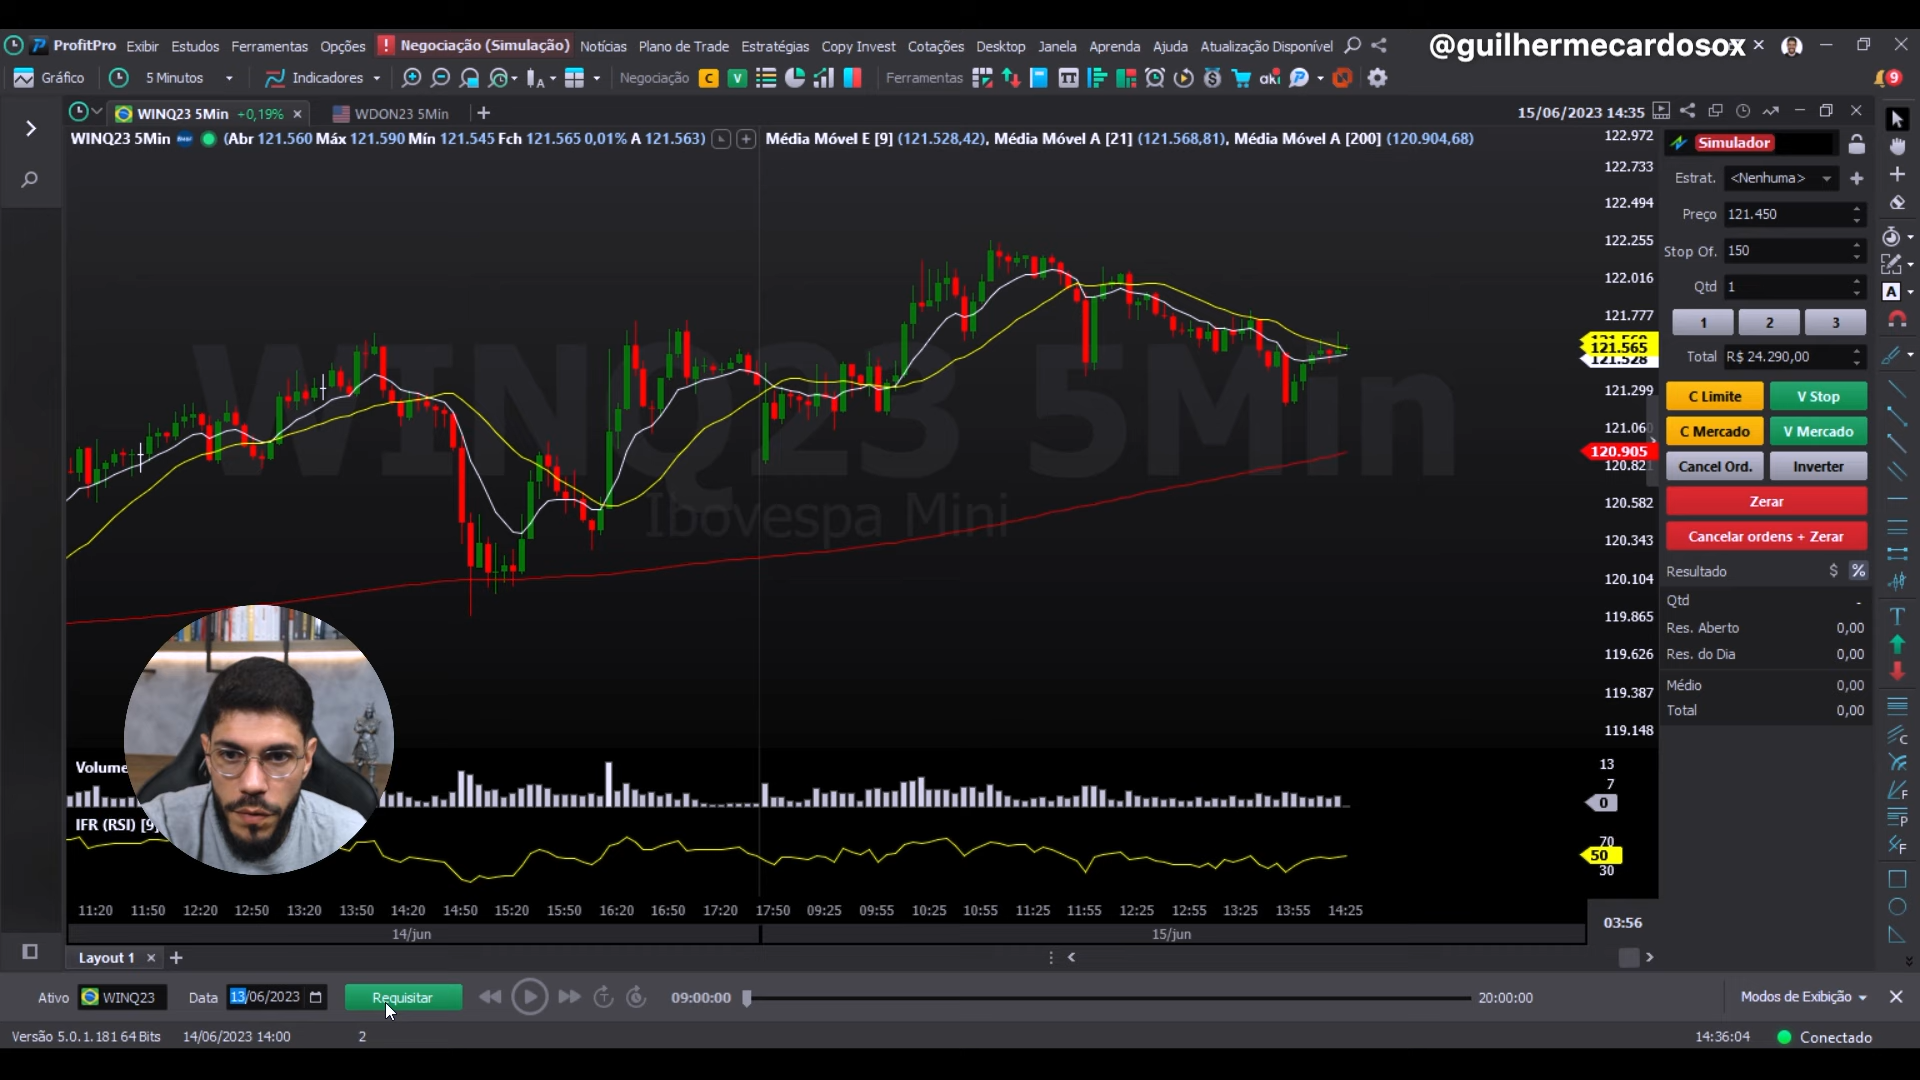 ProfitPro Exibir Estudos Ferramentas Opções ! Negociação (Simulação) Notícias Plano de Trade Estratégias Copy Invest Cotações Desktop Janela Aprenda Ajuda Atualização Disponível
@guilhermecardosox
Gráfico 5 Minutos Indicadores Negociação C V Ferramentas
9
WINQ23 5Min +0,19% WDON23 5Min
15/06/2023 14:35
WINQ23 5Min (Abr 121.560 Máx 121.590 Mín 121.545 Fch 121.565 0,01% A 121.563) Média Móvel E [9] (121.528,42), Média Móvel A [21] (121.568,81), Média Móvel A [200] (120.904,68)
WINQ23 5Min
Ibovespa Mini
122.972
122.733
122.494
122.255
122.016
121.777
121.565
121.528
121.299
121.060
120.905
120.821
120.582
120.343
120.104
119.865
119.626
119.387
119.148
Simulador
Estrat. <Nenhuma>
Preço 121.450
Stop Of. 150
Qtd 1
1 2 3
Total R$ 24.290,00
C Limite V Stop
C Mercado V Mercado
Cancel Ord. Inverter
Zerar
Cancelar ordens + Zerar
Resultado $ %
Qtd -
Res. Aberto 0,00
Res. do Dia 0,00
Médio 0,00
Total 0,00
Volume
13
7
0
IFR (RSI) [9]
70
50
30
11:20 11:50 12:20 12:50 13:20 13:50 14:20 14:50 15:20 15:50 16:20 16:50 17:20 17:50 09:25 09:55 10:25 10:55 11:25 11:55 12:25 12:55 13:25 13:55 14:25
03:56
14/jun 15/jun
Layout 1
Ativo WINQ23 Data 13/06/2023 Requisitar 09:00:00 20:00:00 Modos de Exibição
Versão 5.0.1.181 64 Bits 14/06/2023 14:00 2 14:36:04 Conectado